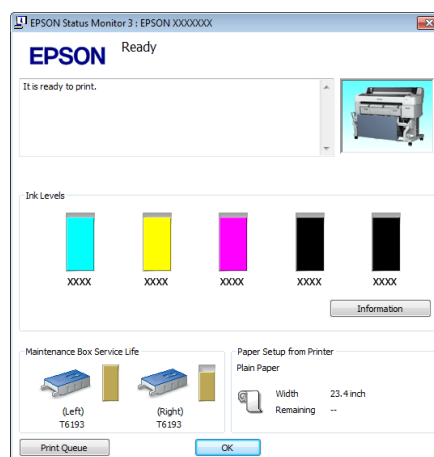 EPSON Status Monitor 3 : EPSON XXXXXXX
EPSON
Ready
It is ready to print.
Ink Levels
XXXX XXXX XXXX XXXX XXXX
Information
Maintenance Box Service Life
(Left) (Right)
T6193 T6193
Paper Setup from Printer
Plain Paper
Width 23.4 inch
Remaining --
Print Queue OK